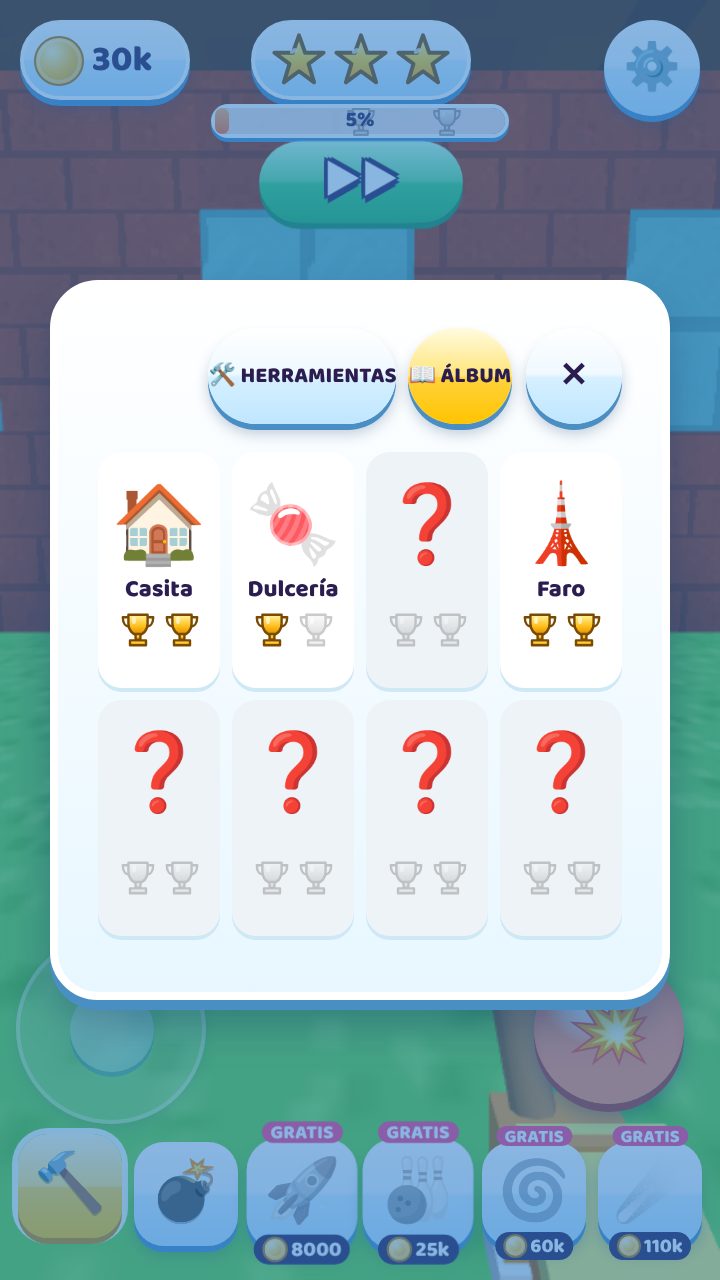 30k
5%
HERRAMIENTAS
ÁLBUM
Casita
Dulcería
Faro
GRATIS
GRATIS
GRATIS
GRATIS
8000
25k
60k
110k